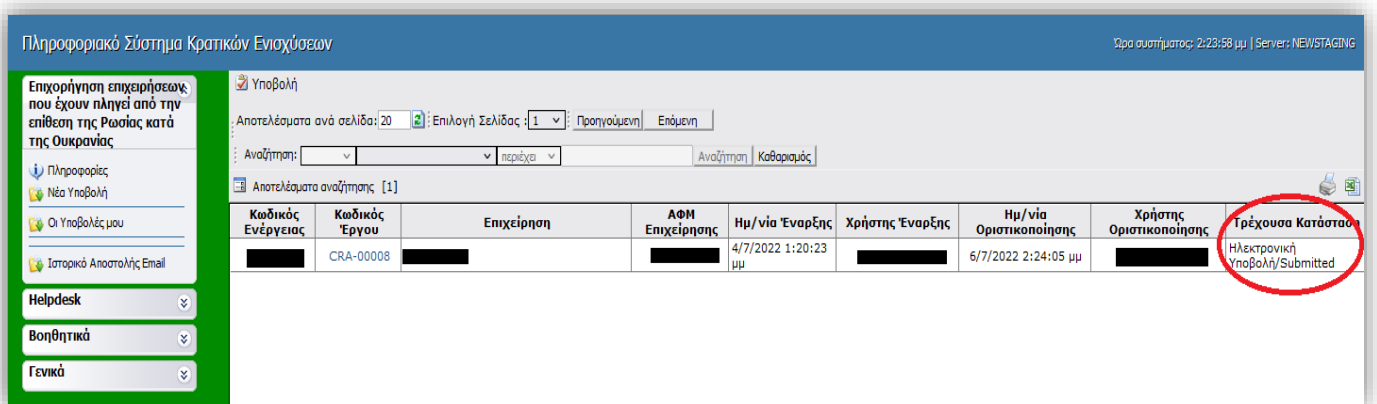 Πληροφοριακό Σύστημα Κρατικών Ενισχύσεων
Ώρα συστήματος: 2:23:58 μμ | Server: NEWSTAGING
Επιχορήγηση επιχειρήσεων
που έχουν πληγεί από την
επίθεση της Ρωσίας κατά
της Ουκρανίας
Πληροφορίες
Νέα Υποβολή
Οι Υποβολές μου
Ιστορικό Αποστολής Email
Helpdesk
Βοηθητικά
Γενικά
Υποβολή
Αποτελέσματα ανά σελίδα: 20 Επιλογή Σελίδας : 1 Προηγούμενη Επόμενη
Αναζήτηση: περιέχει Αναζήτηση Καθαρισμός
Αποτελέσματα αναζήτησης [1]
Κωδικός Ενέργειας Κωδικός Έργου Επιχείρηση ΑΦΜ Επιχείρησης Ημ/νία Έναρξης Χρήστης Έναρξης Ημ/νία Οριστικοποίησης Χρήστης Οριστικοποίησης Τρέχουσα Κατάσταση
CRA-00008 4/7/2022 1:20:23 μμ 6/7/2022 2:24:05 μμ Ηλεκτρονική Υποβολή/Submitted